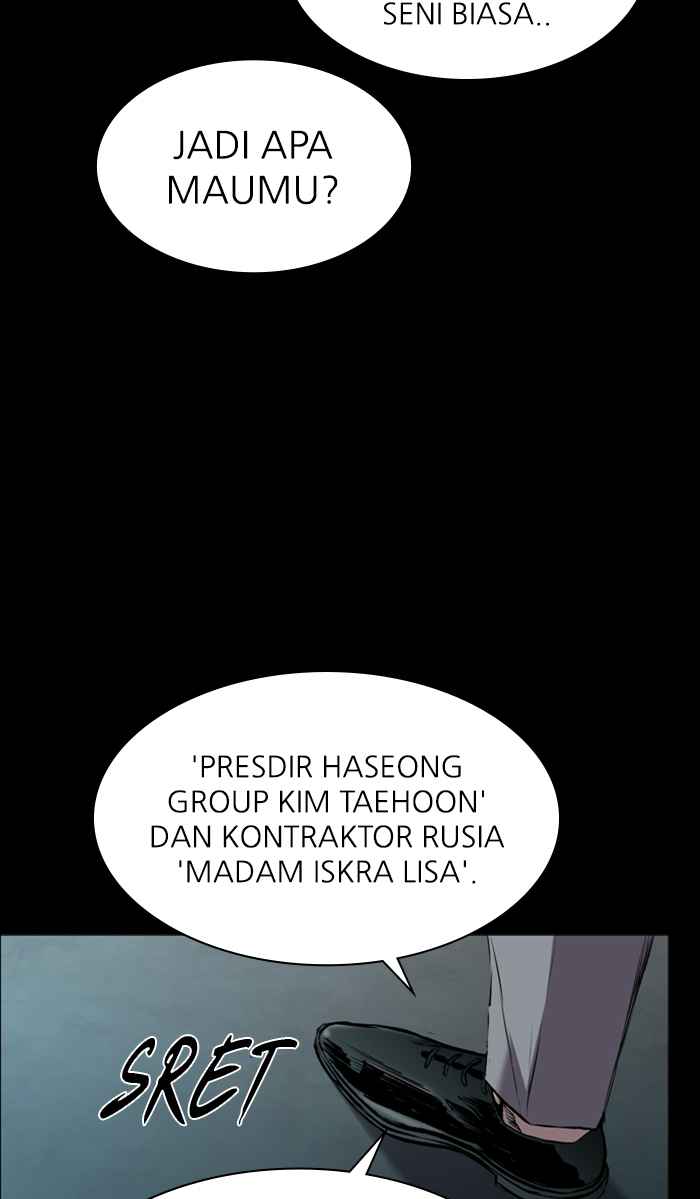 SENI BIASA..
JADI APA
MAUMU?
'PRESDIR HASEONG
GROUP KIM TAEHOON'
DAN KONTRAKTOR RUSIA
'MADAM ISKRA LISA'.
SRET